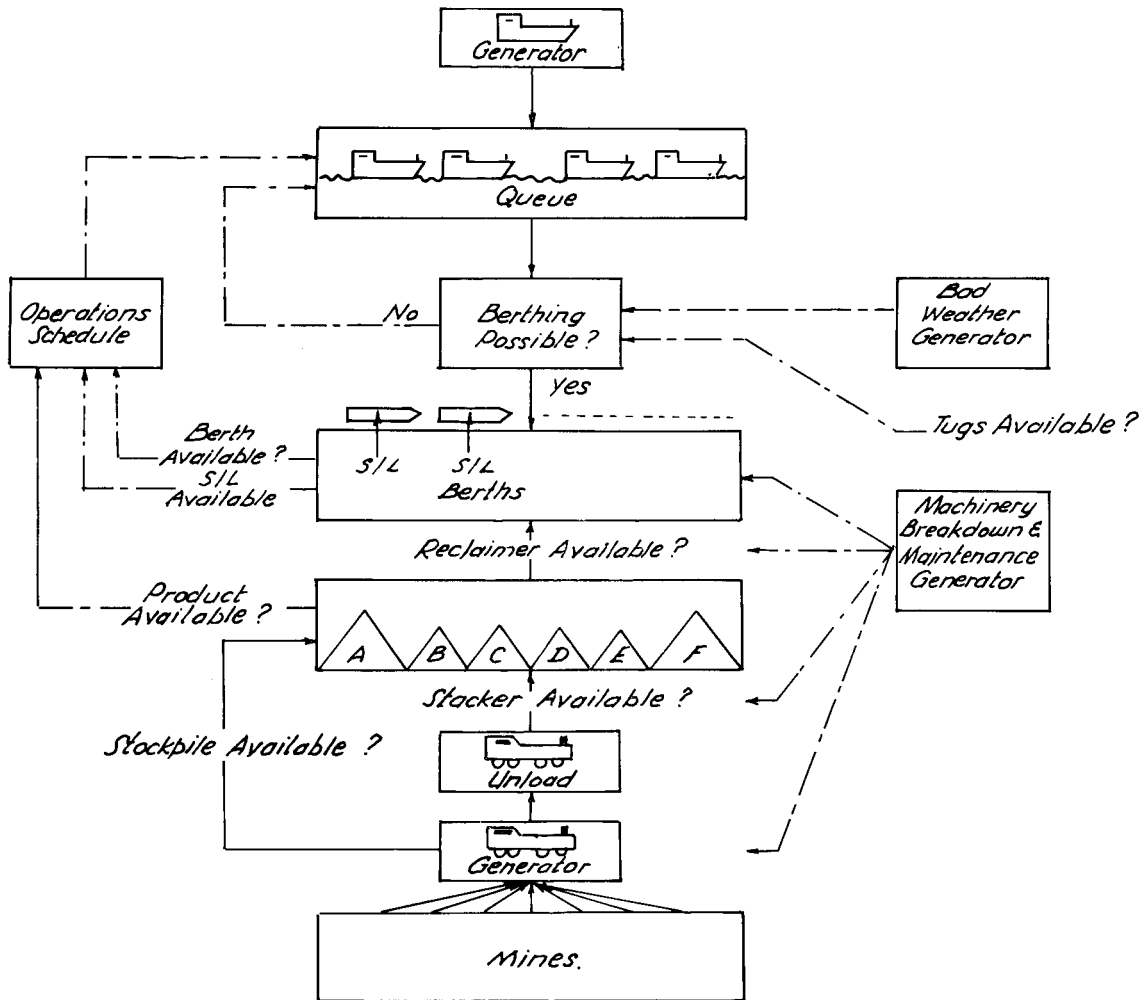 Generator
Queue
Operations
Schedule
No
Berthing
Possible ?
Bad
Weather
Generator
Yes
Tugs Available ?
Berth
Available ?
S/L
Available
S/L
S/L
Berths
Machinery
Breakdown &
Maintenance
Generator
Reclaimer Available ?
Product
Available ?
A
B
C
D
E
F
Stacker Available ?
Stockpile Available ?
Unload
Generator
Mines.